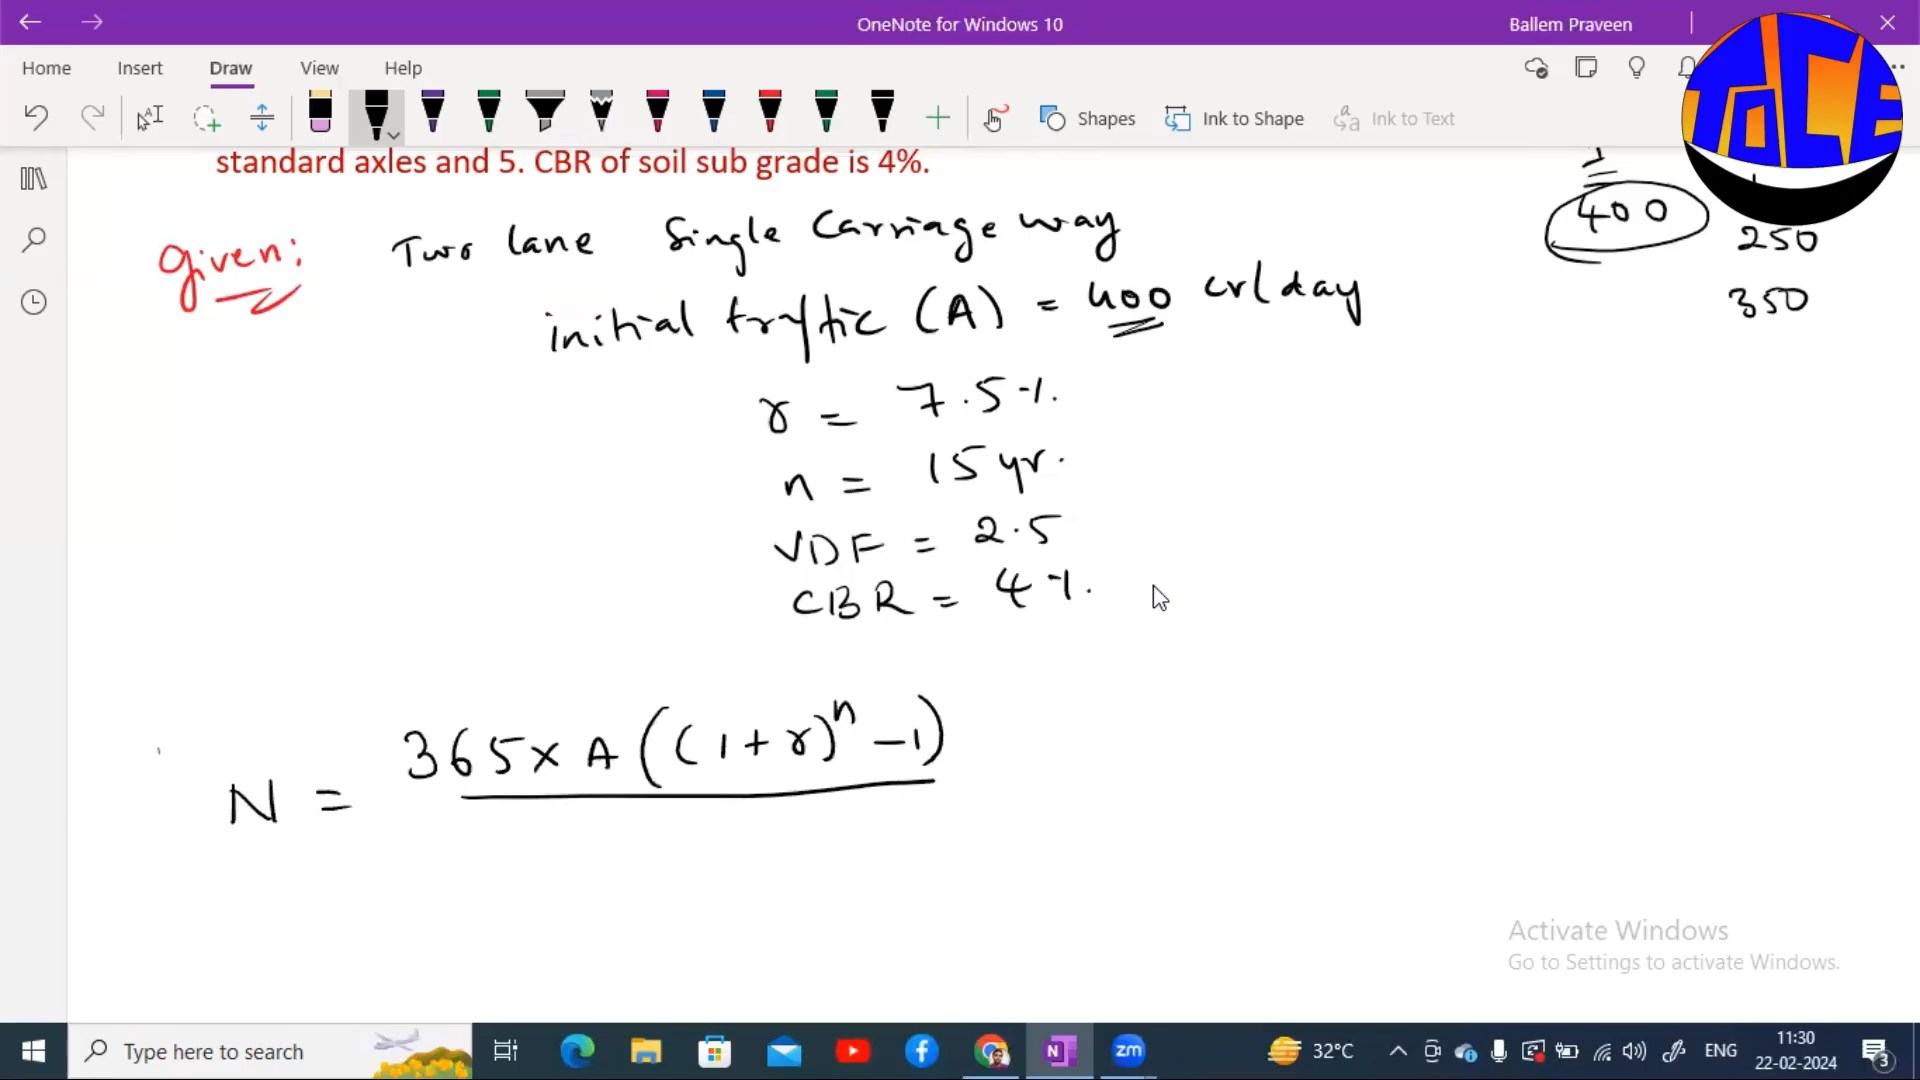 OneNote for Windows 10
Ballem Praveen
Home Insert Draw View Help
Shapes Ink to Shape Ink to Text
TOCE
standard axles and 5. CBR of soil sub grade is 4%.
400
250
350
Given:
Two lane Single Carriage way
initial traffic (A) = 400 cv/day
r = 7.5%.
n = 15 yr.
VDF = 2.5
CBR = 4%.
N = 365 x A ((1 + r)^n - 1)
Activate Windows
Go to Settings to activate Windows.
Type here to search
zm
32°C
ENG
11:30
22-02-2024
3